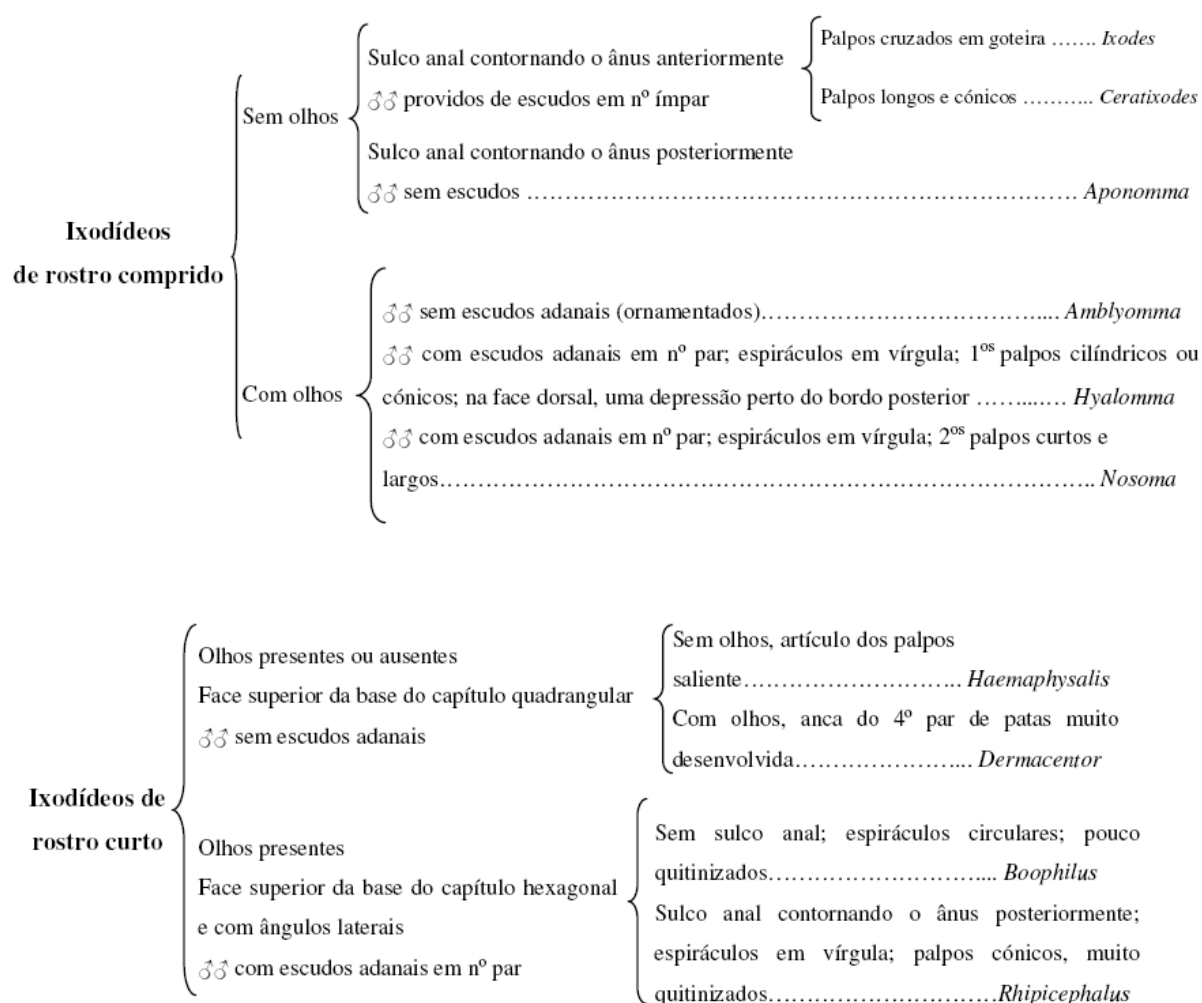 Sulco anal contornando o ânus anteriormente
♂♂ providos de escudos em nº ímpar
Palpos cruzados em goteira ……. Ixodes
Palpos longos e cónicos ……….. Ceratixodes
Sem olhos
Sulco anal contornando o ânus posteriormente
♂♂ sem escudos ……………………………………………………………… Aponomma
Ixodídeos
de rostro comprido
♂♂ sem escudos adanais (ornamentados)……………………………….... Amblyomma
♂♂ com escudos adanais em nº par; espiráculos em vírgula; 1os palpos cilíndricos ou
cónicos; na face dorsal, uma depressão perto do bordo posterior ……...…. Hyalomma
Com olhos
♂♂ com escudos adanais em nº par; espiráculos em vírgula; 2os palpos curtos e
largos………………………………………………………………………….. Nosoma
Olhos presentes ou ausentes
Face superior da base do capítulo quadrangular
♂♂ sem escudos adanais
Sem olhos, artículo dos palpos
saliente……………………….. Haemaphysalis
Com olhos, anca do 4º par de patas muito
desenvolvida…………………... Dermacentor
Ixodídeos de
rostro curto
Olhos presentes
Face superior da base do capítulo hexagonal
e com ângulos laterais
♂♂ com escudos adanais em nº par
Sem sulco anal; espiráculos circulares; pouco
quitinizados………………………... Boophilus
Sulco anal contornando o ânus posteriormente;
espiráculos em vírgula; palpos cónicos, muito
quitinizados……………………….Rhipicephalus